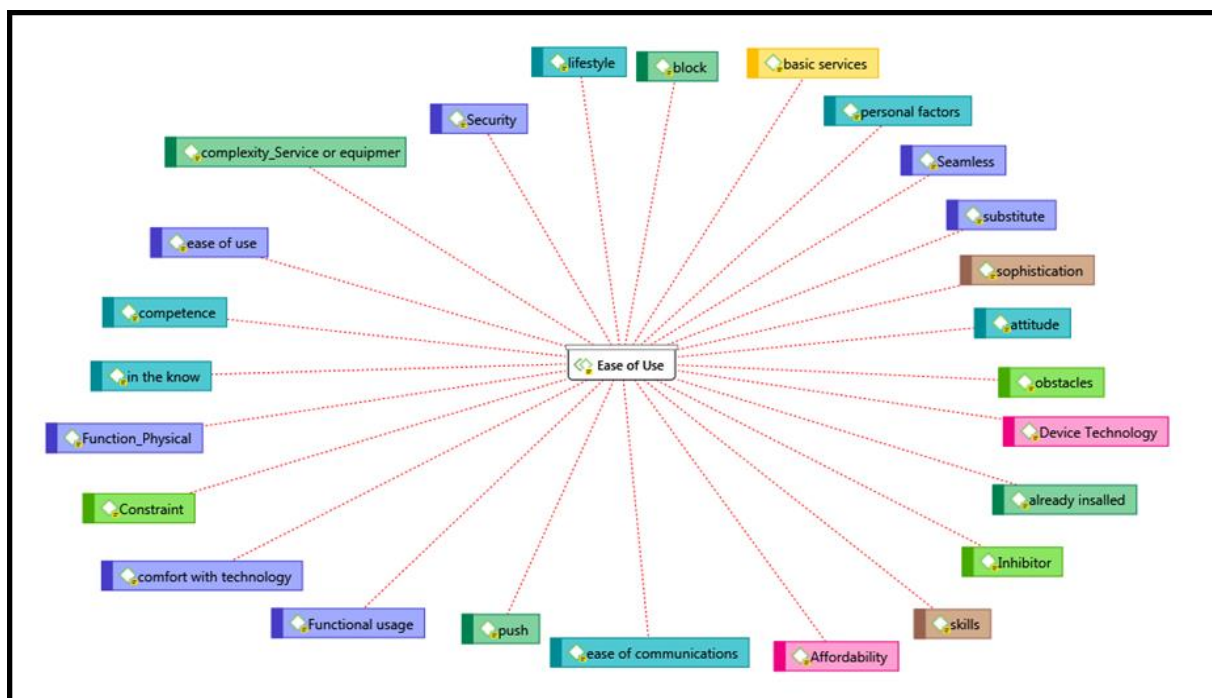 lifestyle
block
basic services
Security
personal factors
complexity_Service or equipmer
Seamless
substitute
ease of use
sophistication
competence
attitude
Ease of Use
in the know
obstacles
Function_Physical
Device Technology
Constraint
already insalled
Inhibitor
comfort with technology
Functional usage
push
skills
ease of communications
Affordability